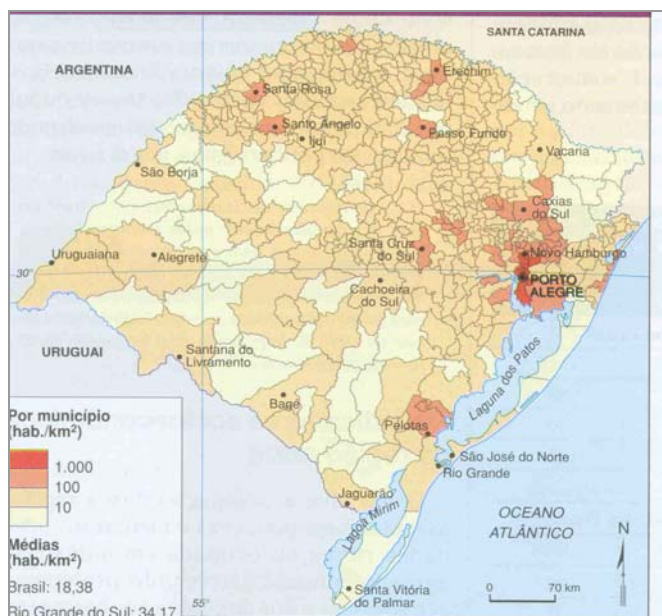 SANTA CATARINA
ARGENTINA
Erechim
Santa Rosa
Santo Ângelo
Ijuí
Passo Fundo
Vacaria
São Borja
Caxias
do Sul
Santa Cruz
do Sul
Novo Hamburgo
Uruguaiana
Alegrete
30°
PORTO
ALEGRE
Cachoeira
do Sul
URUGUAI
Santana do
Livramento
Lagoa dos Patos
Bagé
Por município
(hab./km²)
1.000
100
10
Pelotas
São José do Norte
Rio Grande
Jaguarão
Lagoa Mirim
OCEANO
ATLÂNTICO
N
Médias
(hab./km²)
Brasil: 18,38
Rio Grande do Sul: 34,17
55°
Santa Vitória
do Palmar
0 70 km